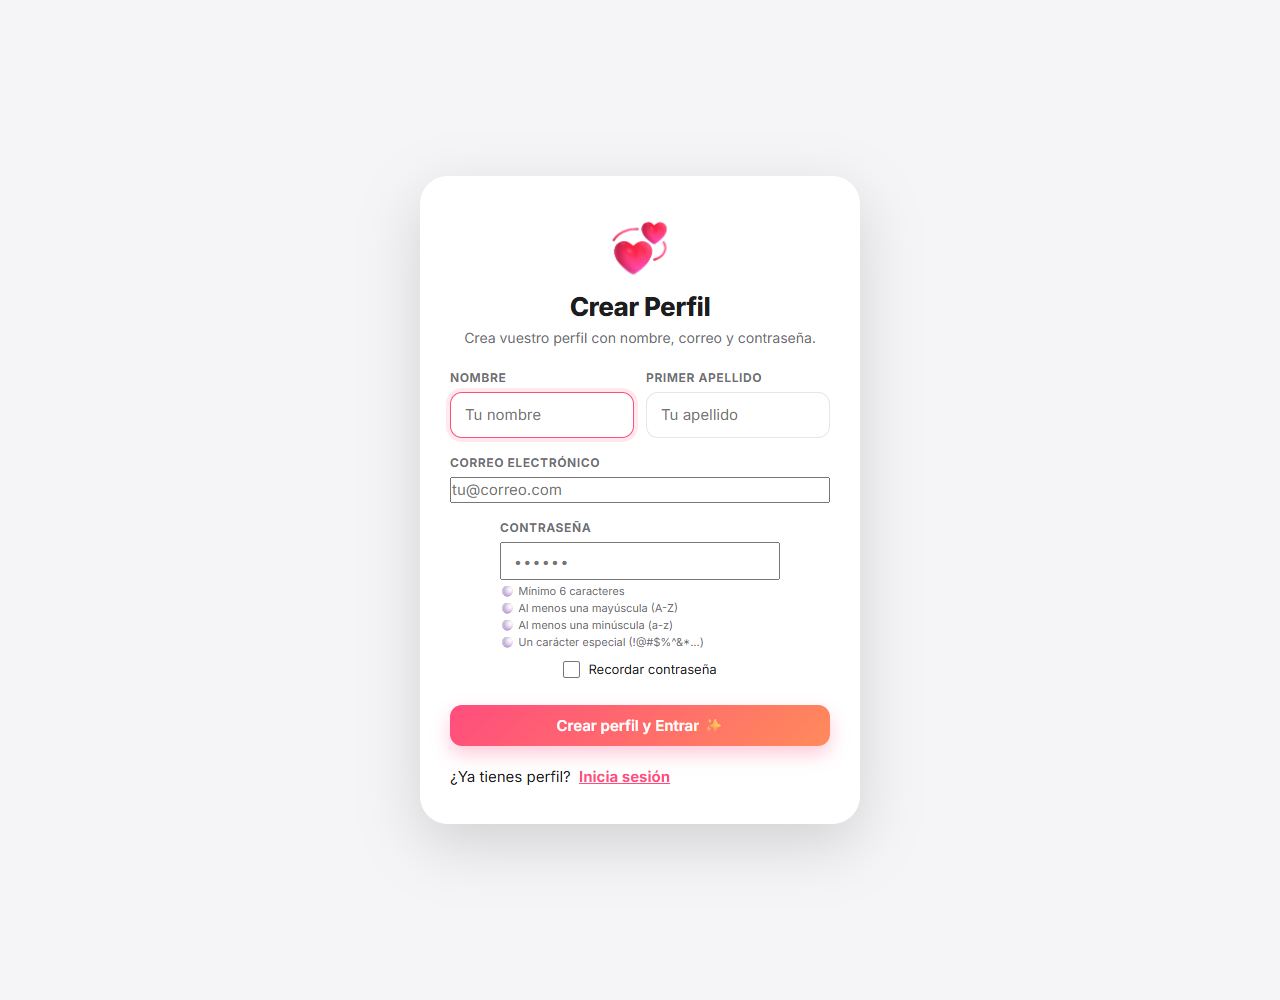 Crear Perfil
Crea vuestro perfil con nombre, correo y contraseña.
NOMBRE PRIMER APELLIDO
Tu nombre Tu apellido
CORREO ELECTRÓNICO
tu@correo.com
CONTRASEÑA
••••••
Mínimo 6 caracteres
Al menos una mayúscula (A-Z)
Al menos una minúscula (a-z)
Un carácter especial (!@#$%^&*...)
Recordar contraseña
Crear perfil y Entrar ✨
¿Ya tienes perfil? Inicia sesión